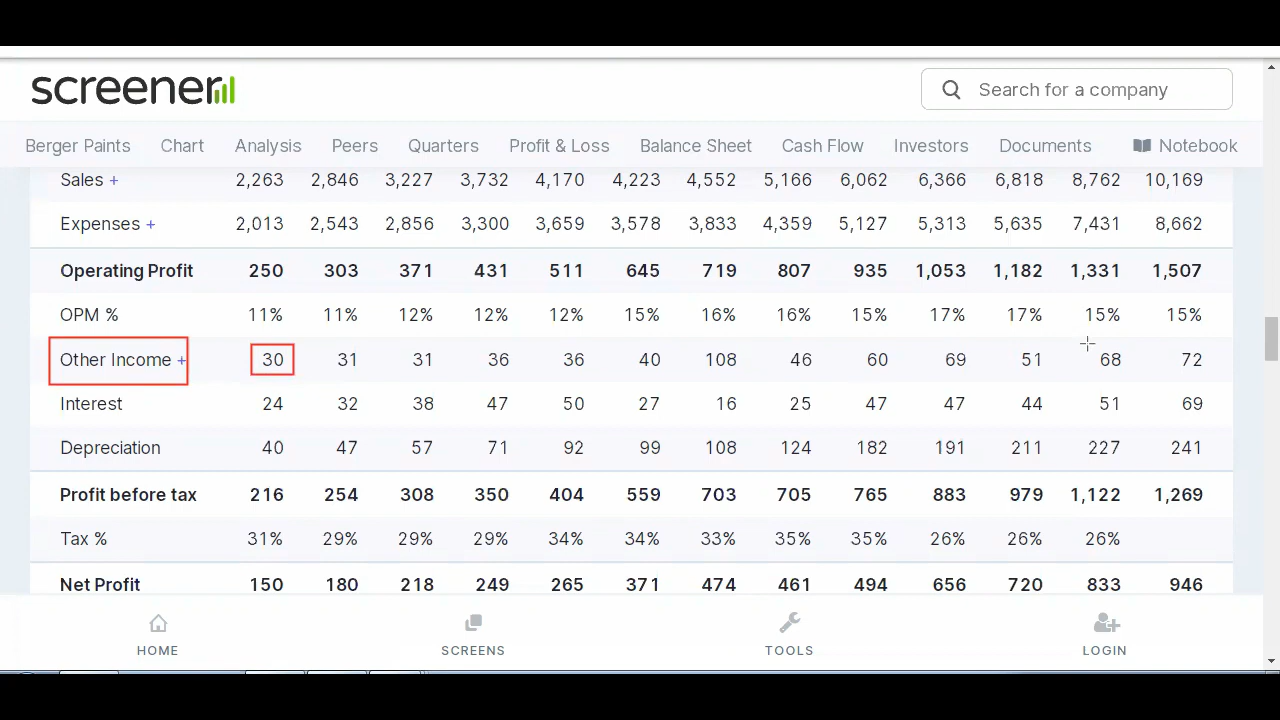 screener
Search for a company
Berger Paints Chart Analysis Peers Quarters Profit & Loss Balance Sheet Cash Flow Investors Documents Notebook
Sales + 2,263 2,846 3,227 3,732 4,170 4,223 4,552 5,166 6,062 6,366 6,818 8,762 10,169
Expenses + 2,013 2,543 2,856 3,300 3,659 3,578 3,833 4,359 5,127 5,313 5,635 7,431 8,662
Operating Profit 250 303 371 431 511 645 719 807 935 1,053 1,182 1,331 1,507
OPM % 11% 11% 12% 12% 12% 15% 16% 16% 15% 17% 17% 15% 15%
Other Income + 30 31 31 36 36 40 108 46 60 69 51 68 72
Interest 24 32 38 47 50 27 16 25 47 47 44 51 69
Depreciation 40 47 57 71 92 99 108 124 182 191 211 227 241
Profit before tax 216 254 308 350 404 559 703 705 765 883 979 1,122 1,269
Tax % 31% 29% 29% 29% 34% 34% 33% 35% 35% 26% 26% 26%
Net Profit 150 180 218 249 265 371 474 461 494 656 720 833 946
HOME SCREENS TOOLS LOGIN